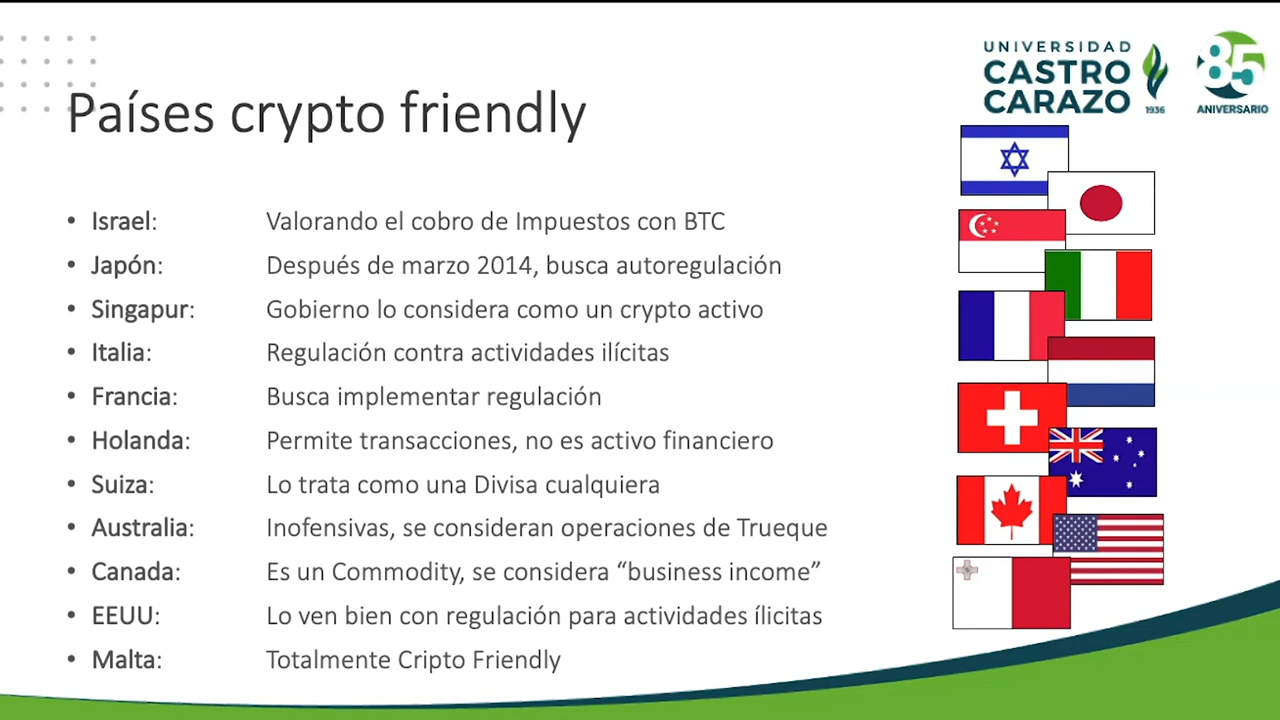 UNIVERSIDAD
CASTRO
CARAZO
1936
85
ANIVERSARIO
Países crypto friendly
• Israel: Valorando el cobro de Impuestos con BTC
• Japón: Después de marzo 2014, busca autoregulación
• Singapur: Gobierno lo considera como un crypto activo
• Italia: Regulación contra actividades ilícitas
• Francia: Busca implementar regulación
• Holanda: Permite transacciones, no es activo financiero
• Suiza: Lo trata como una Divisa cualquiera
• Australia: Inofensivas, se consideran operaciones de Trueque
• Canada: Es un Commodity, se considera “business income”
• EEUU: Lo ven bien con regulación para actividades ílicitas
• Malta: Totalmente Cripto Friendly